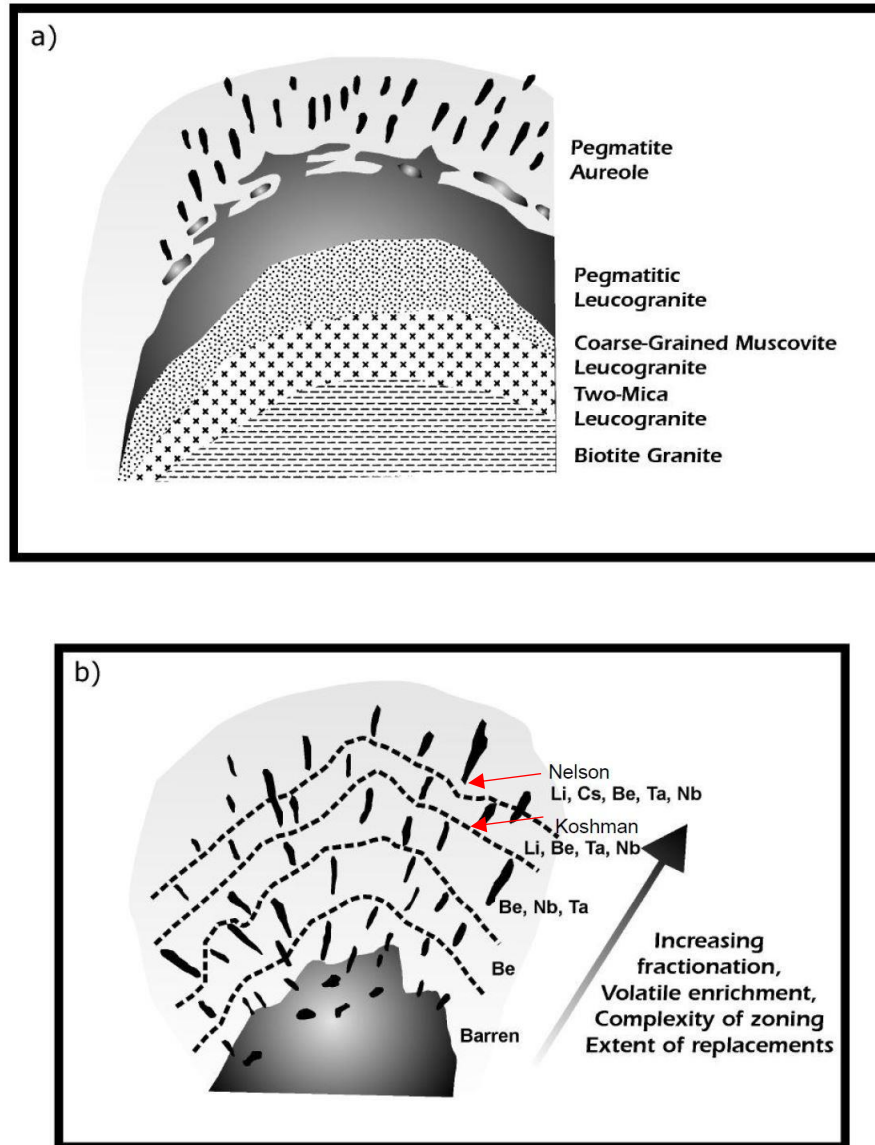 a)
Pegmatite
Aureole
Pegmatitic
Leucogranite
Coarse-Grained Muscovite
Leucogranite
Two-Mica
Leucogranite
Biotite Granite
b)
Nelson
Li, Cs, Be, Ta, Nb
Koshman
Li, Be, Ta, Nb
Be, Nb, Ta
Be
Barren
Increasing
fractionation,
Volatile enrichment,
Complexity of zoning
Extent of replacements